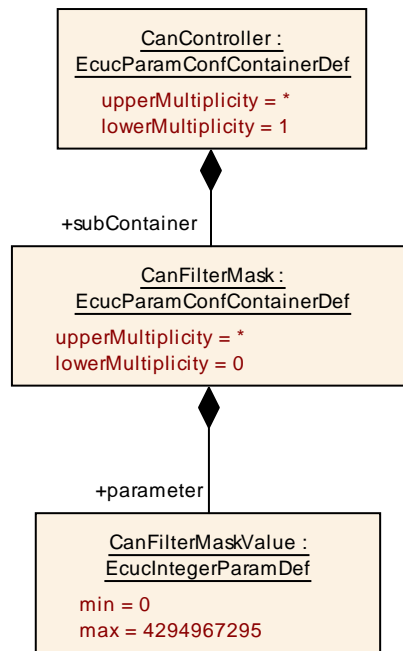 CanController :
EcucParamConfContainerDef
upperMultiplicity = *
lowerMultiplicity = 1
+subContainer
CanFilterMask :
EcucParamConfContainerDef
upperMultiplicity = *
lowerMultiplicity = 0
+parameter
CanFilterMaskValue :
EcucIntegerParamDef
min = 0
max = 4294967295